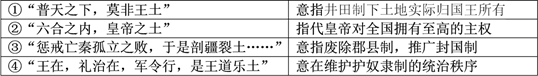 ①“普天之下，莫非王土” 意指井田制下土地实际归国王所有
②“六合之内，皇帝之土” 指代皇帝对全国拥有至高的主权
③“惩戒亡秦孤立之败，于是剖疆裂土……” 意指废除郡县制，推广封国制
④“王在，礼治在，军令行，是王道乐土” 意在维护护奴隶制的统治秩序